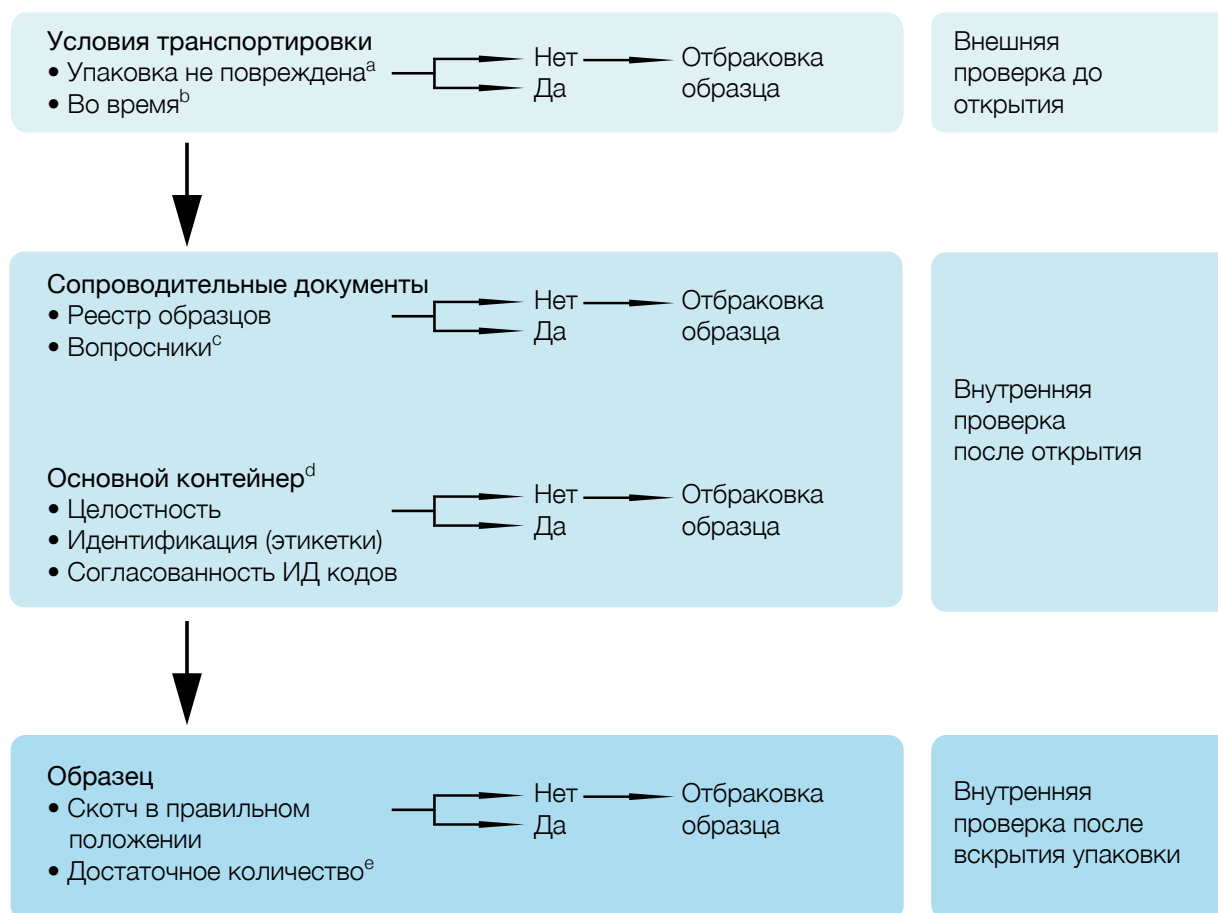 Условия транспортировки
• Упаковка не повреждена^a
• Во время^b
Нет
Да
Отбраковка
образца
Внешняя
проверка до
открытия
Сопроводительные документы
• Реестр образцов
• Вопросники^c
Нет
Да
Отбраковка
образца
Основной контейнер^d
• Целостность
• Идентификация (этикетки)
• Согласованность ИД кодов
Нет
Да
Отбраковка
образца
Внутренняя
проверка
после открытия
Образец
• Скотч в правильном
положении
• Достаточное количество^e
Нет
Да
Отбраковка
образца
Внутренняя
проверка после
вскрытия упаковки